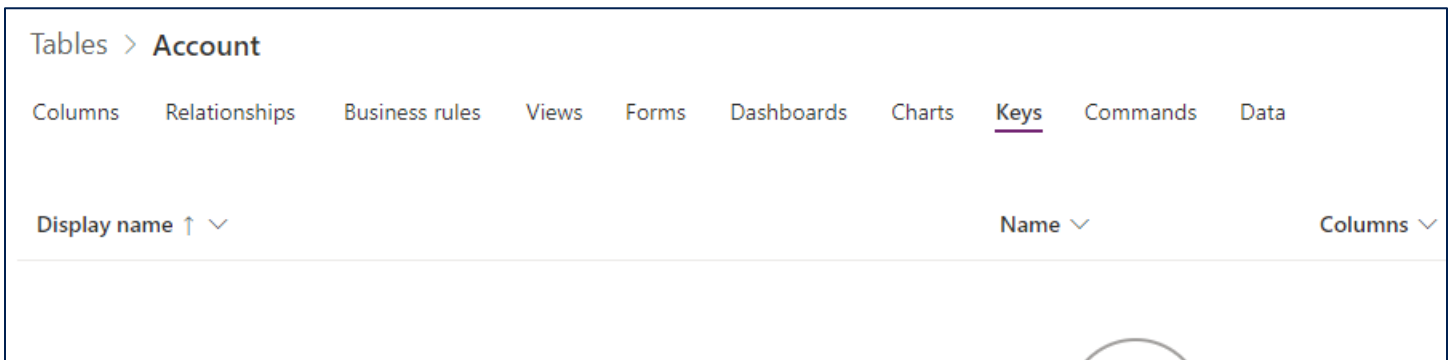 Tables > Account
Columns Relationships Business rules Views Forms Dashboards Charts Keys Commands Data
Display name ↑ Name Columns